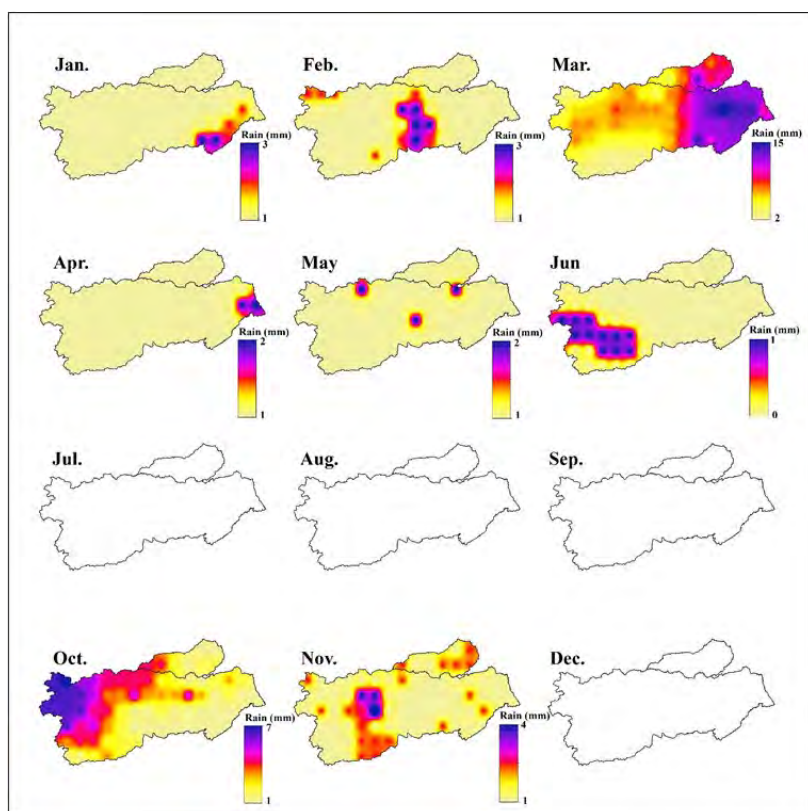 Jan.
Rain (mm)
3
1
Feb.
Rain (mm)
3
1
Mar.
Rain (mm)
15
2
Apr.
Rain (mm)
2
1
May
Rain (mm)
2
1
Jun
Rain (mm)
1
0
Jul.
Aug.
Sep.
Oct.
Rain (mm)
7
1
Nov.
Rain (mm)
4
1
Dec.